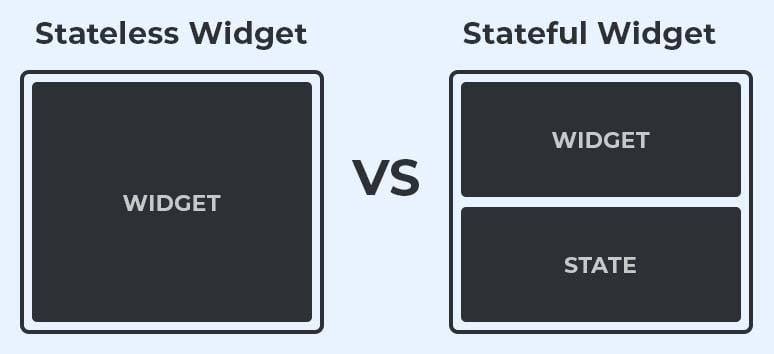 Stateless Widget
WIDGET
VS
Stateful Widget
WIDGET
STATE